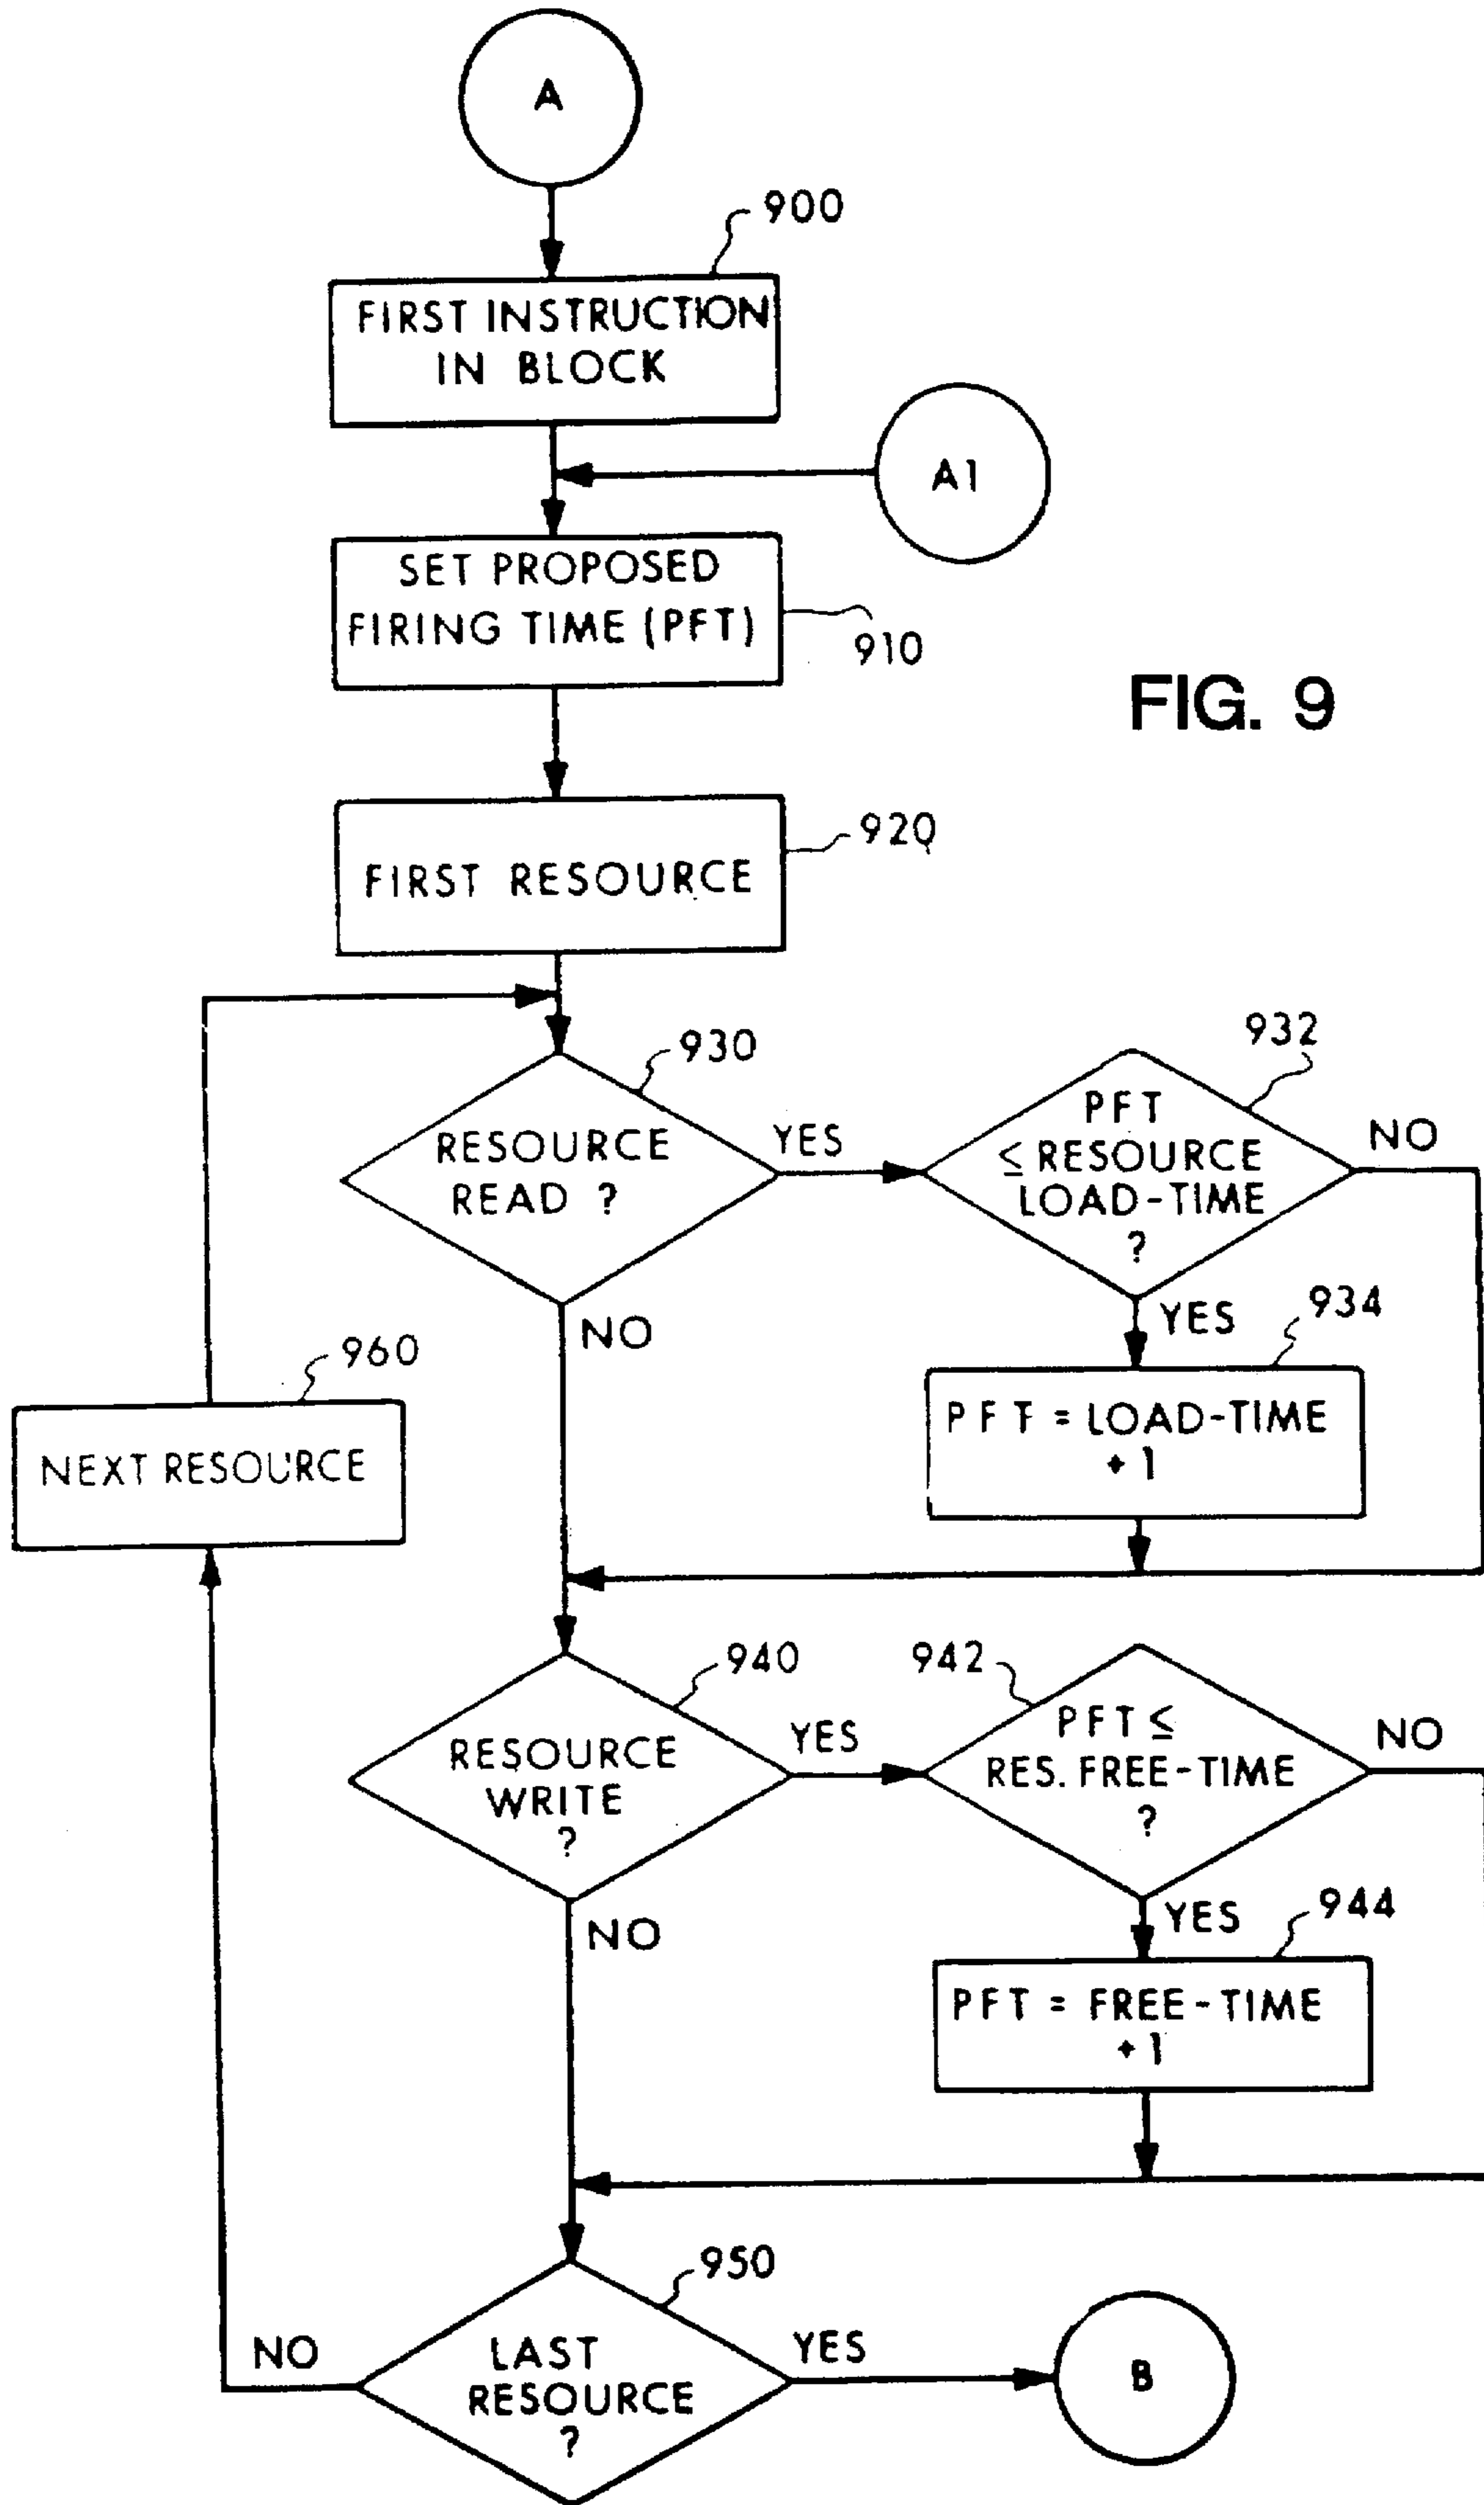 A
900
FIRST INSTRUCTION
IN BLOCK
A1
SET PROPOSED
FIRING TIME (PFT)
910
FIG. 9
FIRST RESOURCE
920
930
932
RESOURCE
READ ?
YES
PFT
≤ RESOURCE
LOAD-TIME
?
NO
NO
YES
934
960
NEXT RESOURCE
PFT = LOAD-TIME
+1
940
942
RESOURCE
WRITE
?
YES
PFT ≤
RES. FREE-TIME
?
NO
NO
YES
944
PFT = FREE-TIME
+1
950
NO
LAST
RESOURCE
?
YES
B